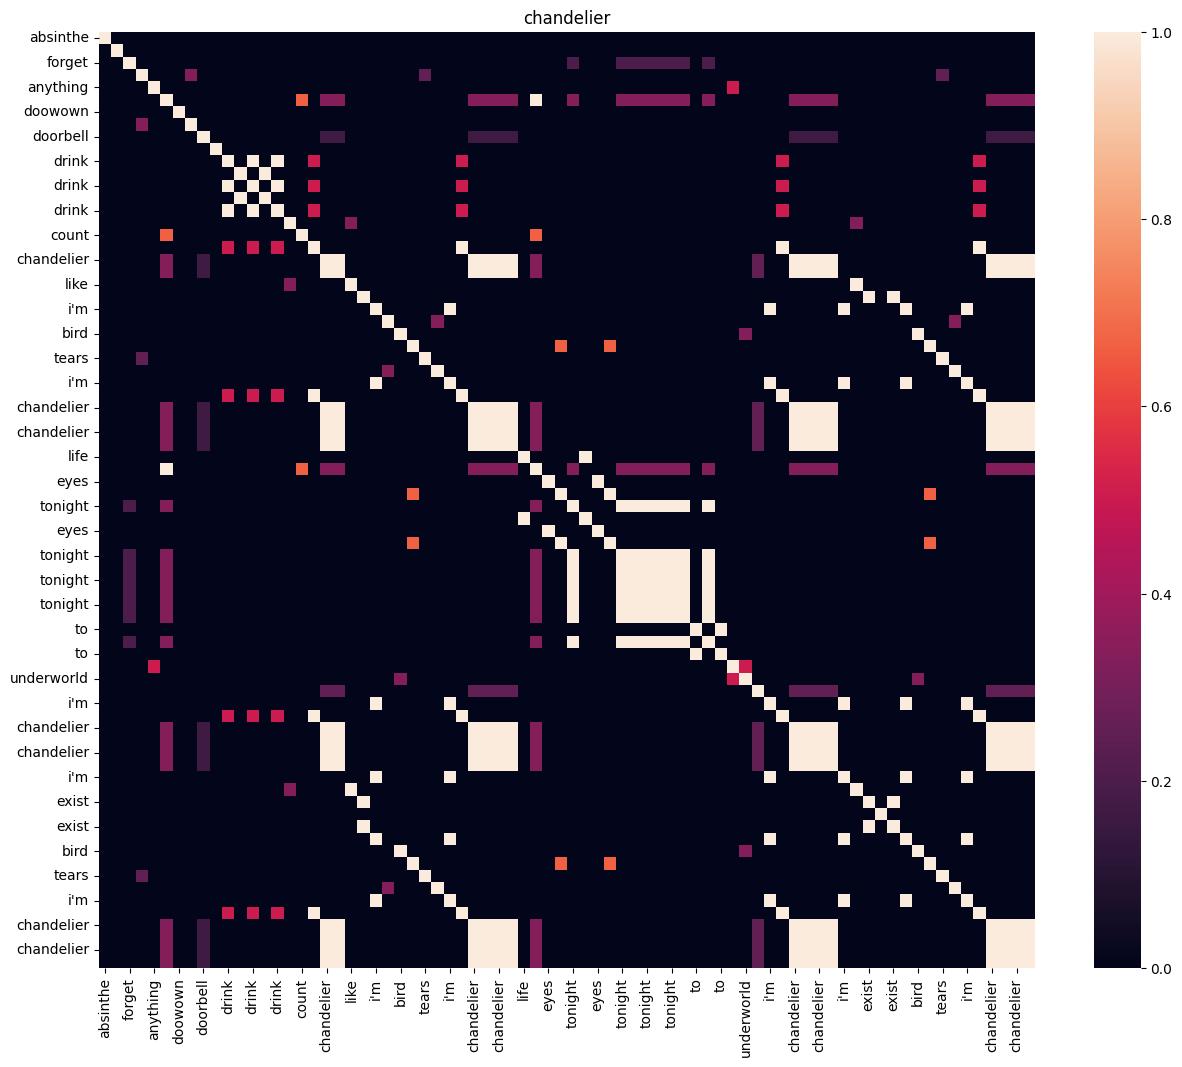 chandelier
absinthe
forget
anything
doowown
doorbell
drink
drink
drink
count
chandelier
like
i'm
bird
tears
i'm
chandelier
chandelier
life
eyes
tonight
eyes
tonight
tonight
tonight
to
to
underworld
i'm
chandelier
chandelier
i'm
exist
exist
bird
tears
i'm
chandelier
chandelier
absinthe
forget
anything
doowown
doorbell
drink
drink
drink
count
chandelier
like
i'm
bird
tears
i'm
chandelier
chandelier
life
eyes
tonight
eyes
tonight
tonight
tonight
to
to
underworld
i'm
chandelier
chandelier
i'm
exist
exist
bird
tears
i'm
chandelier
chandelier
1.0
0.8
0.6
0.4
0.2
0.0